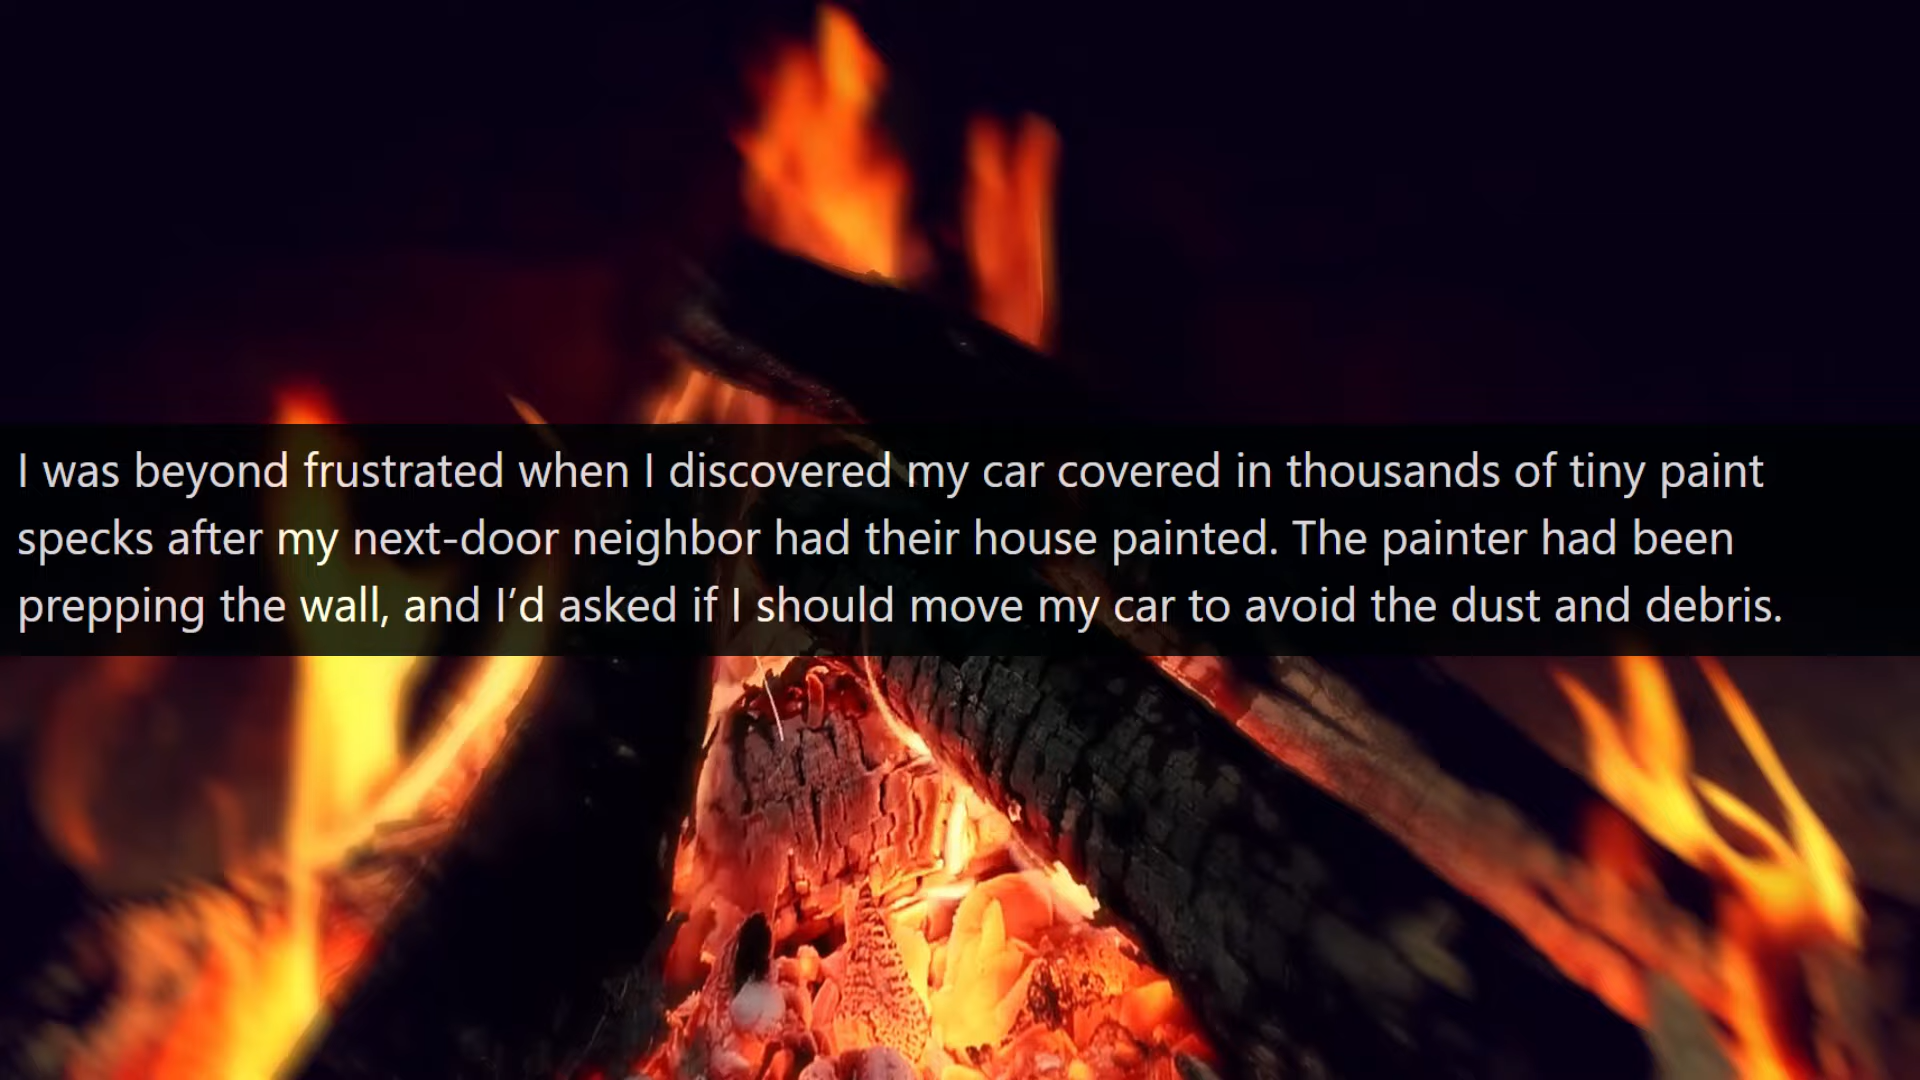 I was beyond frustrated when I discovered my car covered in thousands of tiny paint
specks after my next-door neighbor had their house painted. The painter had been
prepping the wall, and I’d asked if I should move my car to avoid the dust and debris.